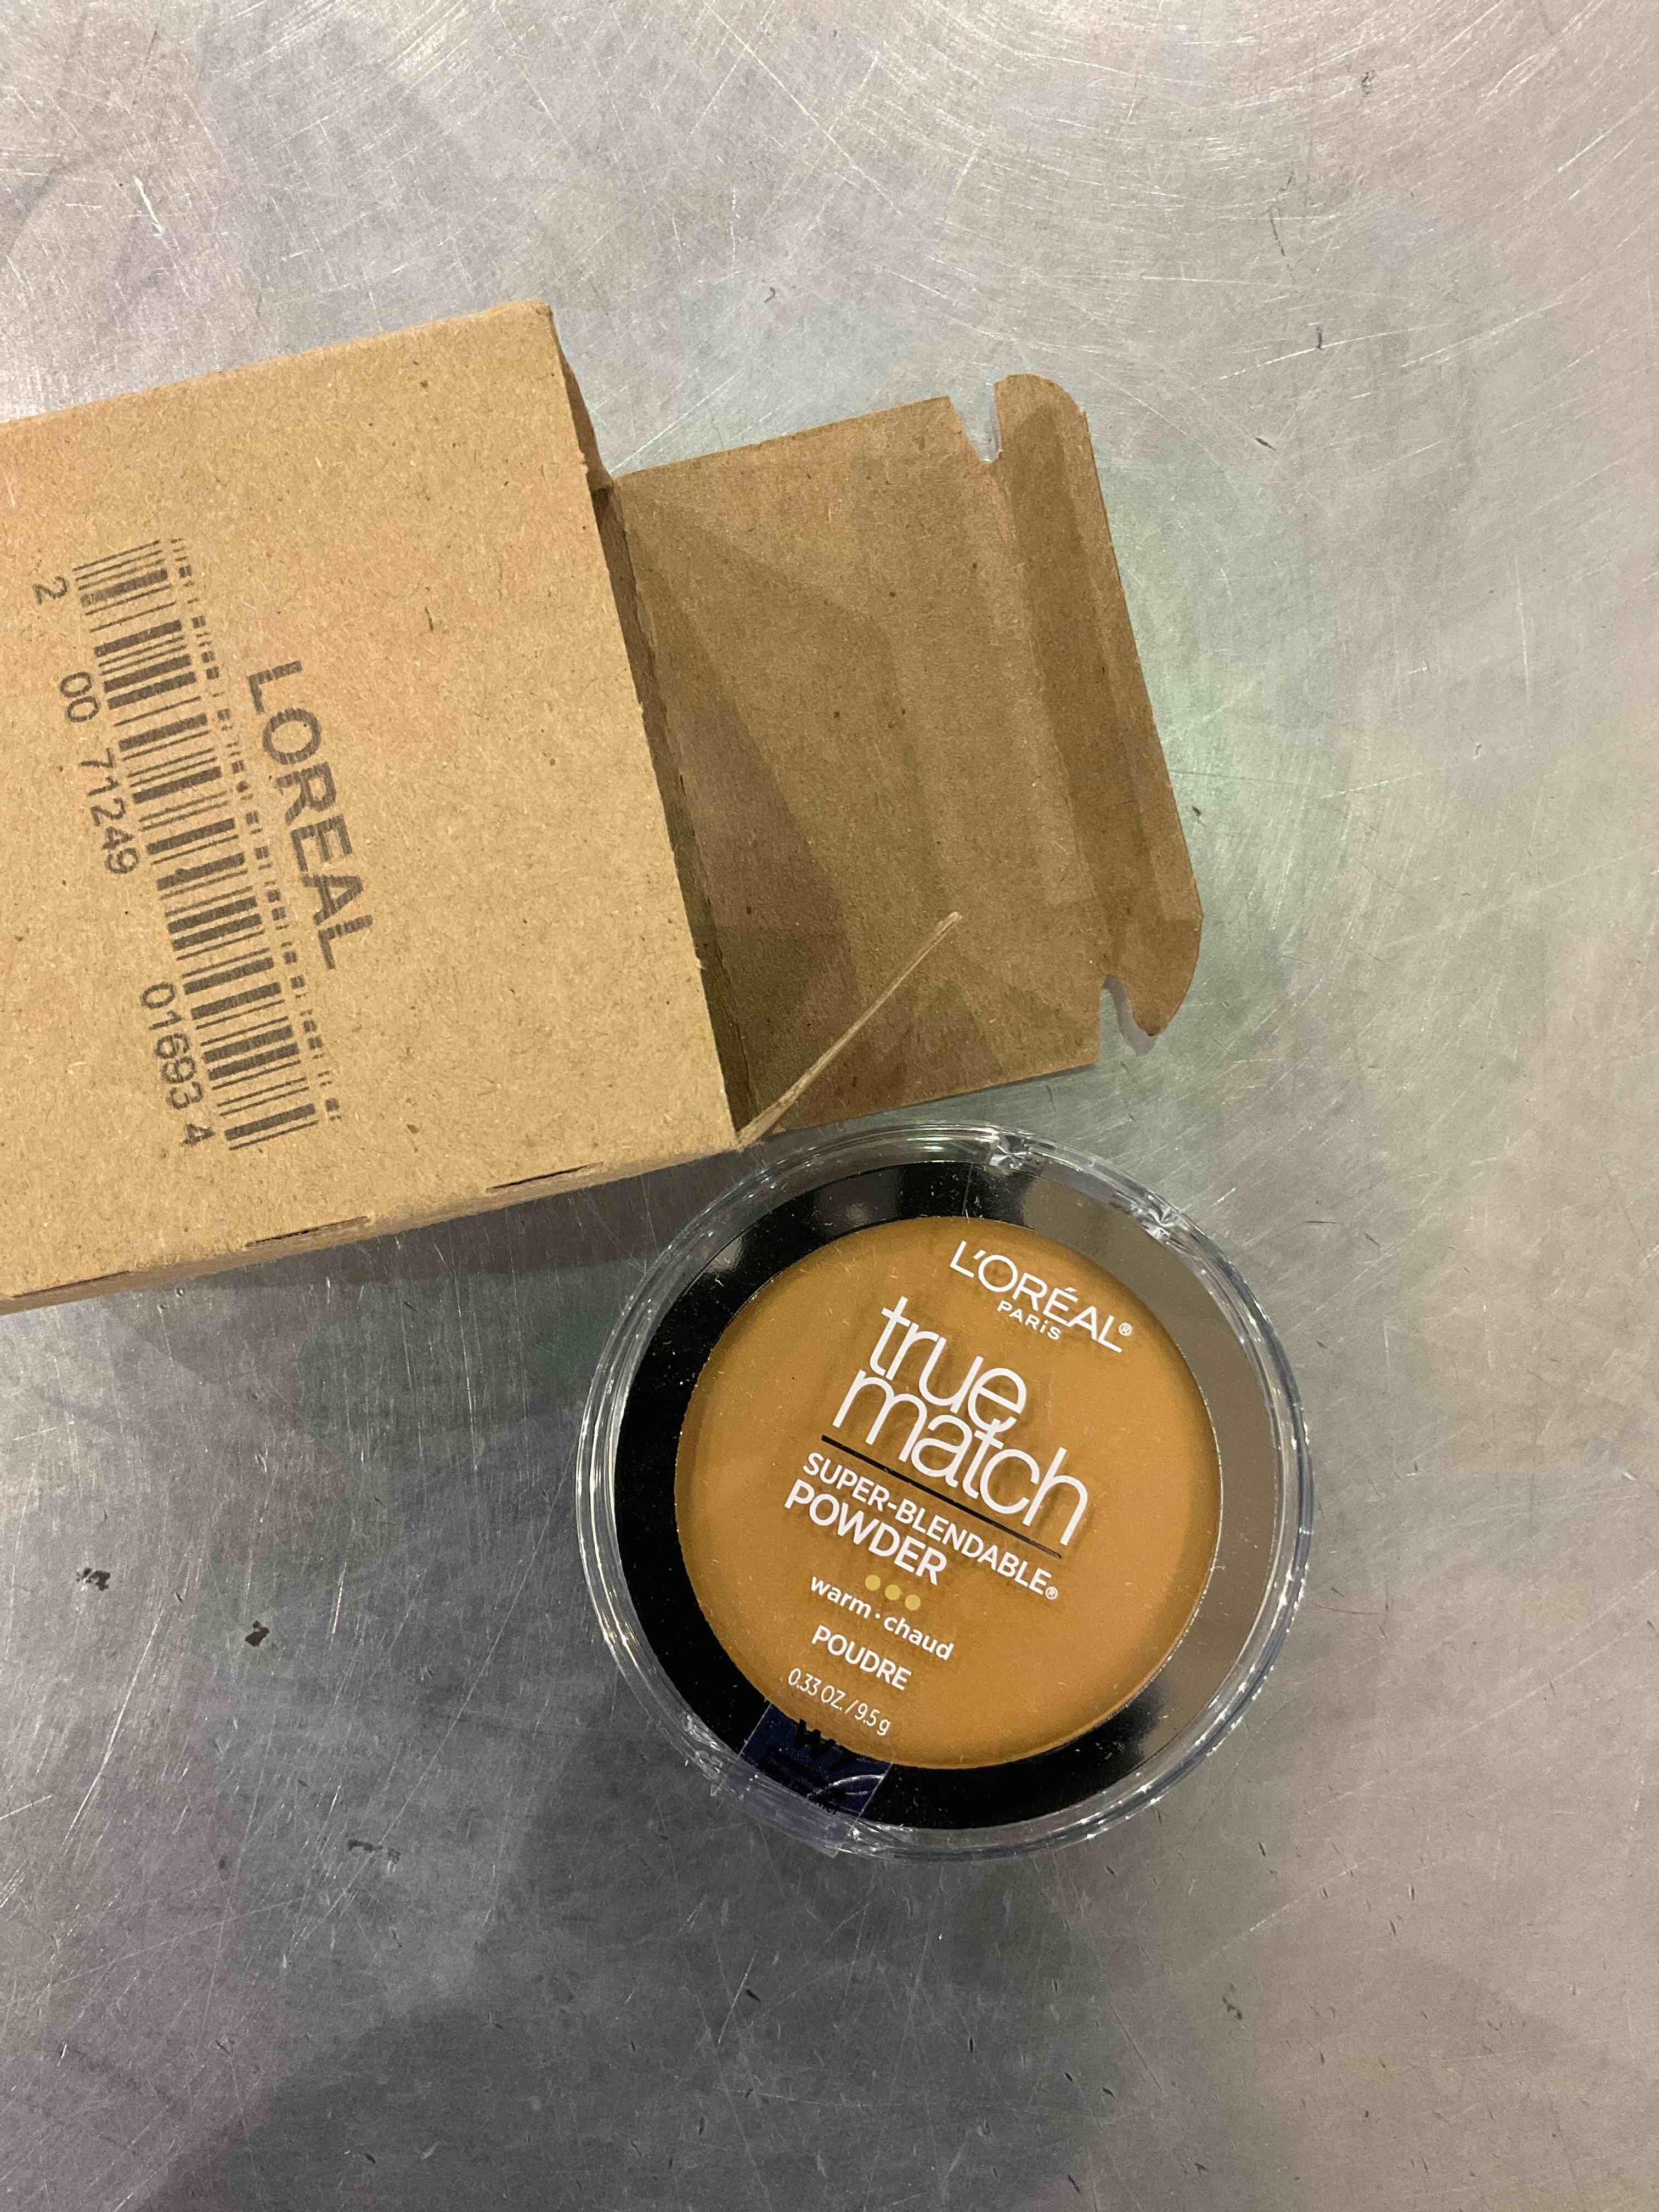 LOREAL
2 00 71249 01693 4
L'ORÉAL®
PARIS
true
match
SUPER-BLENDABLE®
POWDER
warm·chaud
POUDRE
0.33 OZ. / 9.5 g